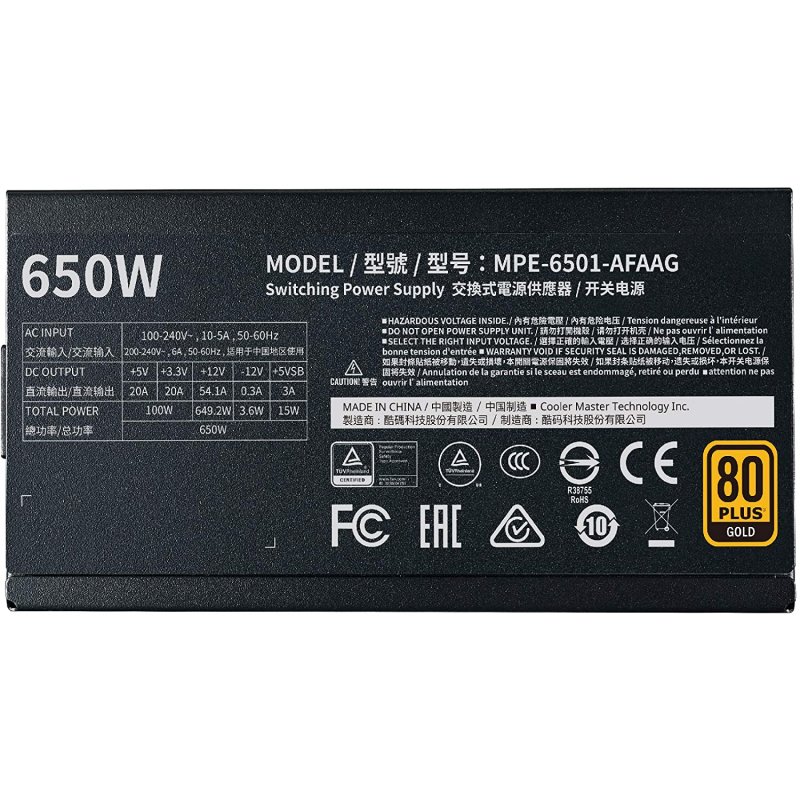 650W
MODEL / 型號 / 型号：MPE-6501-AFAAG
Switching Power Supply 交換式電源供應器 / 开关电源
AC INPUT 100-240V~ , 10-5A , 50-60Hz
交流輸入/交流输入 200-240V~, 6A, 50-60Hz, 适用于中国地区使用
DC OUTPUT +5V +3.3V +12V -12V +5VSB
直流輸出/直流输出 20A 20A 54.1A 0.3A 3A
TOTAL POWER 100W 649.2W 3.6W 15W
總功率/总功率 650W
■HAZARDOUS VOLTAGE INSIDE./ 內有危險電壓 / 內有危险电压 / Tension dangereuse à l'intérieur
■DO NOT OPEN POWER SUPPLY UNIT. / 請勿打開機殼 / 请勿打开机壳 / Ne pas ouvrir l' alimentation
■SELECT THE RIGHT INPUT VOLTAGE. / 選擇正確的輸入電壓 / 选择正确的输入电压 / Sélectionnez la
bonne tension d'entrée ■ WARRANTY VOID IF SECURITY SEAL IS DAMAGED,REMOVED,OR LOST. /
如果封條貼紙被移動，遺失或損壞，本開關電源保固將失效 / 如果封条贴纸被移动，遗失或损坏，本开关电源保
固将失效 / Annulation de la garantie si le sceau est endommagé, retiré ou perdu ■attention ne pas
ouvrir l' alimentation
CAUTION! 警告
MADE IN CHINA / 中國製造 / 中国制造 ■ Cooler Master Technology Inc.
製造商：酷碼科技股份有限公司 / 制造商：酷码科技股份有限公司
TÜVRheinland
CERTIFIED
Regular Production
Surveillance
Safety
www.tuv.com
TÜVRheinland
CCC
R38755
RoHS
CE
80
PLUS
GOLD
FC
EAC
10